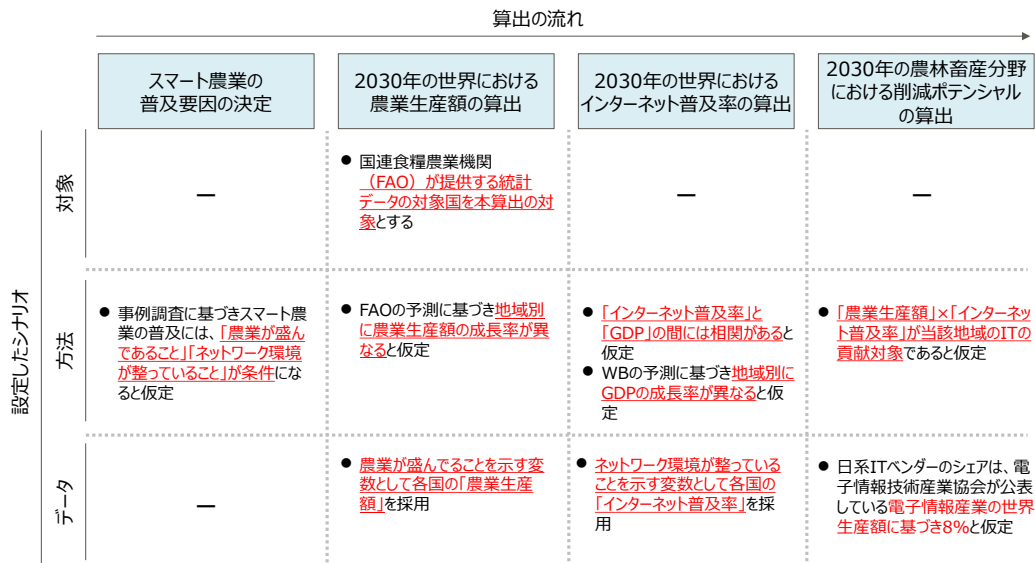 算出の流れ
スマート農業の
普及要因の決定
2030年の世界における
農業生産額の算出
2030年の世界における
インターネット普及率の算出
2030年の農林畜産分野
における削減ポテンシャル
の算出
設定したシナリオ
対象
―
● 国連食糧農業機関
（FAO）が提供する統計
データの対象国を本算出の対
象とする
―
―
方法
● 事例調査に基づきスマート農
業の普及には、「農業が盛ん
であること」「ネットワーク環境
が整っていること」が条件にな
ると仮定
● FAOの予測に基づき地域別
に農業生産額の成長率が異
なると仮定
● 「インターネット普及率」と
「GDP」の間には相関があると
仮定
● WBの予測に基づき地域別に
GDPの成長率が異なると仮
定
● 「農業生産額」×「インターネッ
ト普及率」が当該地域のITの
貢献対象であると仮定
データ
―
● 農業が盛んでることを示す変
数として各国の「農業生産
額」を採用
● ネットワーク環境が整っている
ことを示す変数として各国の
「インターネット普及率」を採
用
● 日系ITベンダーのシェアは、電
子情報技術産業協会が公表
している電子情報産業の世界
生産額に基づき8%と仮定